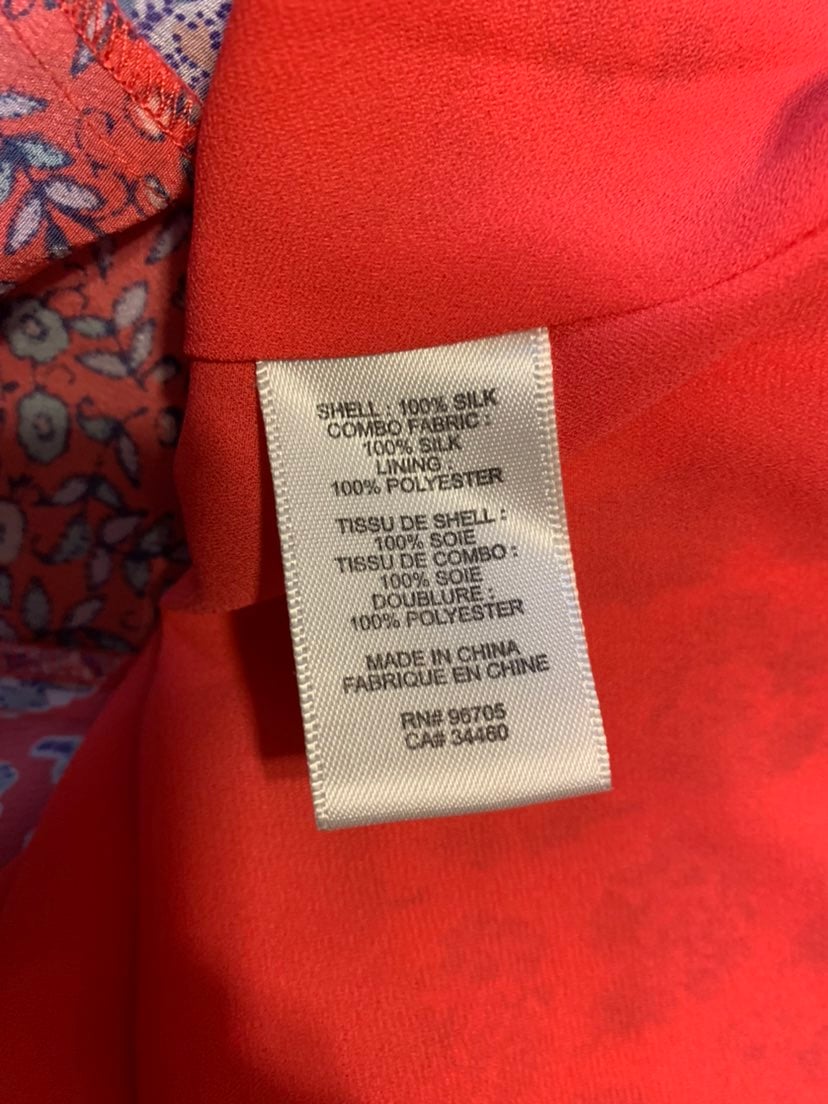 SHELL : 100% SILK
COMBO FABRIC :
100% SILK
LINING :
100% POLYESTER
TISSU DE SHELL :
100% SOIE
TISSU DE COMBO :
100% SOIE
DOUBLURE :
100% POLYESTER
MADE IN CHINA
FABRIQUE EN CHINE
RN# 96705
CA# 34460